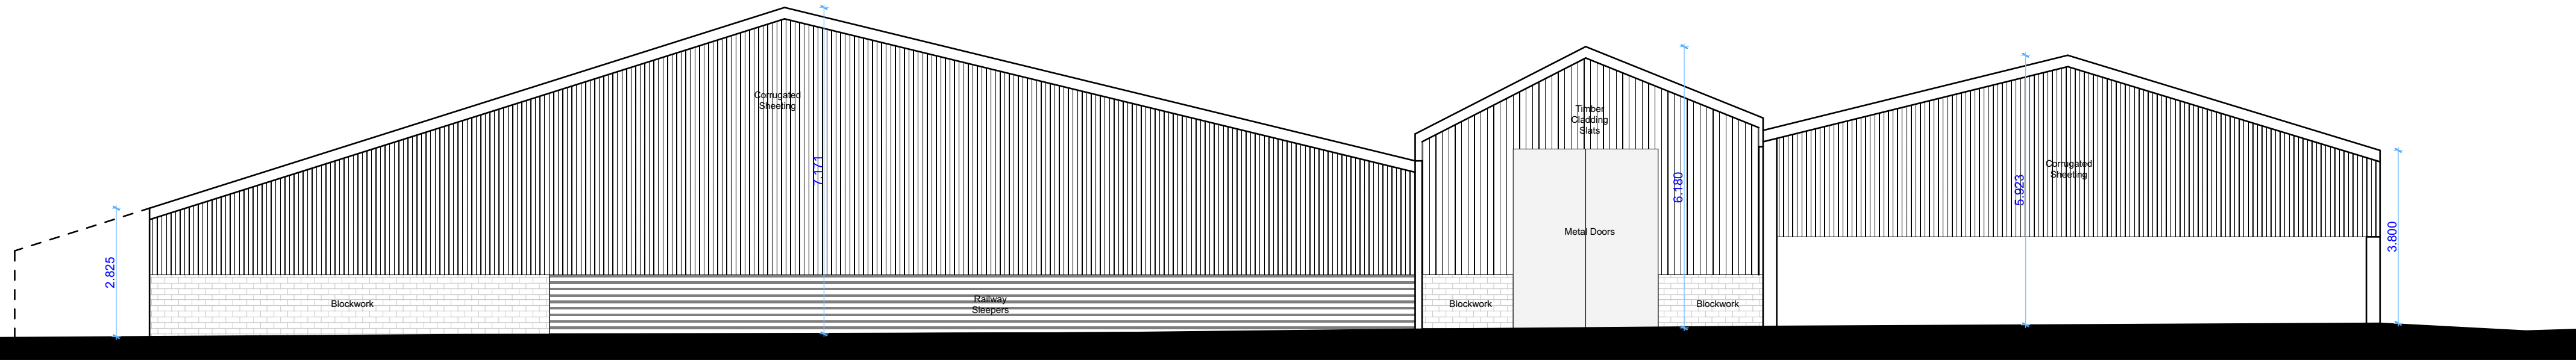 Corrugated
Sheeting
7.171
2.825
Blockwork
Railway
Sleepers
Timber
Cladding
Slats
Metal Doors
6.180
Blockwork
Blockwork
Corrugated
Sheeting
5.923
3.800